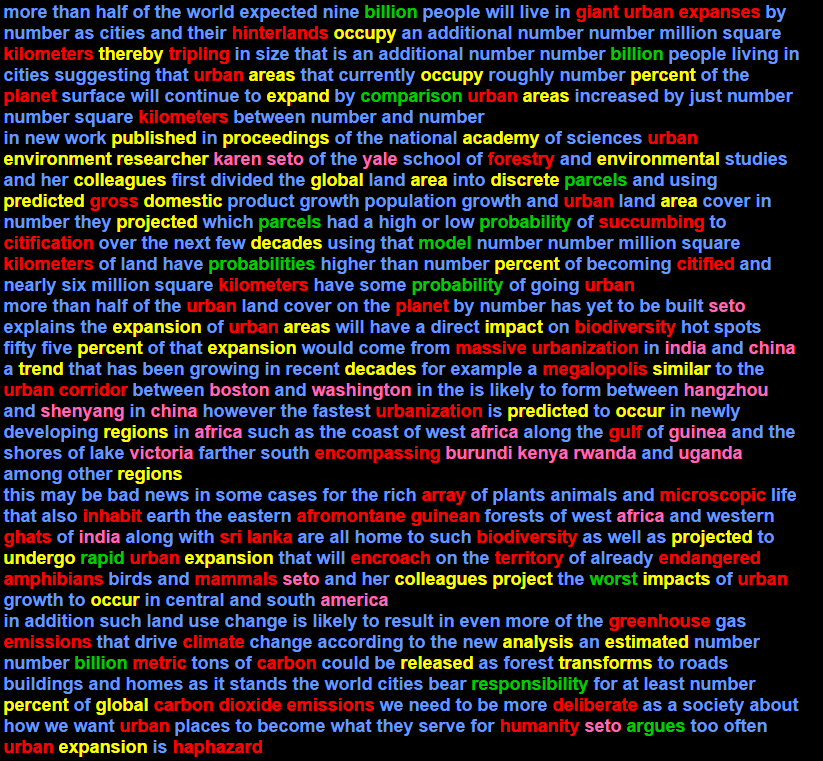 more than half of the world expected nine billion people will live in giant urban expanses by
number as cities and their hinterlands occupy an additional number number million square
kilometers thereby tripling in size that is an additional number number billion people living in
cities suggesting that urban areas that currently occupy roughly number percent of the
planet surface will continue to expand by comparison urban areas increased by just number
number square kilometers between number and number
in new work published in proceedings of the national academy of sciences urban
environment researcher karen seto of the yale school of forestry and environmental studies
and her colleagues first divided the global land area into discrete parcels and using
predicted gross domestic product growth population growth and urban land area cover in
number they projected which parcels had a high or low probability of succumbing to
citification over the next few decades using that model number number million square
kilometers of land have probabilities higher than number percent of becoming citified and
nearly six million square kilometers have some probability of going urban
more than half of the urban land cover on the planet by number has yet to be built seto
explains the expansion of urban areas will have a direct impact on biodiversity hot spots
fifty five percent of that expansion would come from massive urbanization in india and china
a trend that has been growing in recent decades for example a megalopolis similar to the
urban corridor between boston and washington in the is likely to form between hangzhou
and shenyang in china however the fastest urbanization is predicted to occur in newly
developing regions in africa such as the coast of west africa along the gulf of guinea and the
shores of lake victoria farther south encompassing burundi kenya rwanda and uganda
among other regions
this may be bad news in some cases for the rich array of plants animals and microscopic life
that also inhabit earth the eastern afromontane guinean forests of west africa and western
ghats of india along with sri lanka are all home to such biodiversity as well as projected to
undergo rapid urban expansion that will encroach on the territory of already endangered
amphibians birds and mammals seto and her colleagues project the worst impacts of urban
growth to occur in central and south america
in addition such land use change is likely to result in even more of the greenhouse gas
emissions that drive climate change according to the new analysis an estimated number
number billion metric tons of carbon could be released as forest transforms to roads
buildings and homes as it stands the world cities bear responsibility for at least number
percent of global carbon dioxide emissions we need to be more deliberate as a society about
how we want urban places to become what they serve for humanity seto argues too often
urban expansion is haphazard